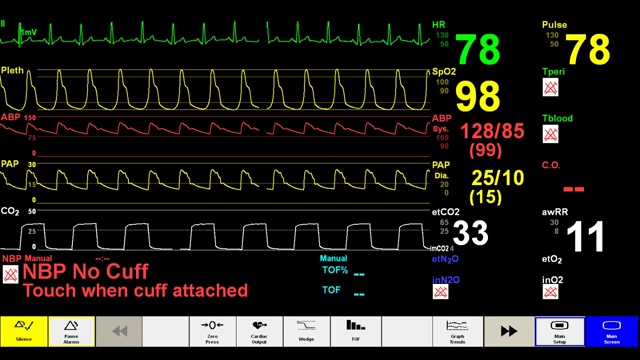 II
1mV
HR
130
50
78
Pulse
130
50
78
Pleth
SpO2
100
90
98
Tperi
ABP 150
75
0
ABP
Sys.
160
90
128/85
(99)
Tblood
PAP 30
15
0
PAP
Dia.
20
0
25/10
(15)
C.O.
--
CO2 50
25
0
etCO2
65
25
imCO2 4
33
awRR
30
8
11
NBP Manual --:--
NBP No Cuff
Touch when cuff attached
Manual
TOF% --
TOF --
etN2O
inN2O
etO2
inO2
Silence
Pause Alarms
Zero Press
Cardiac Output
Wedge
TOF
Graph Trends
Main Setup
Main Screen